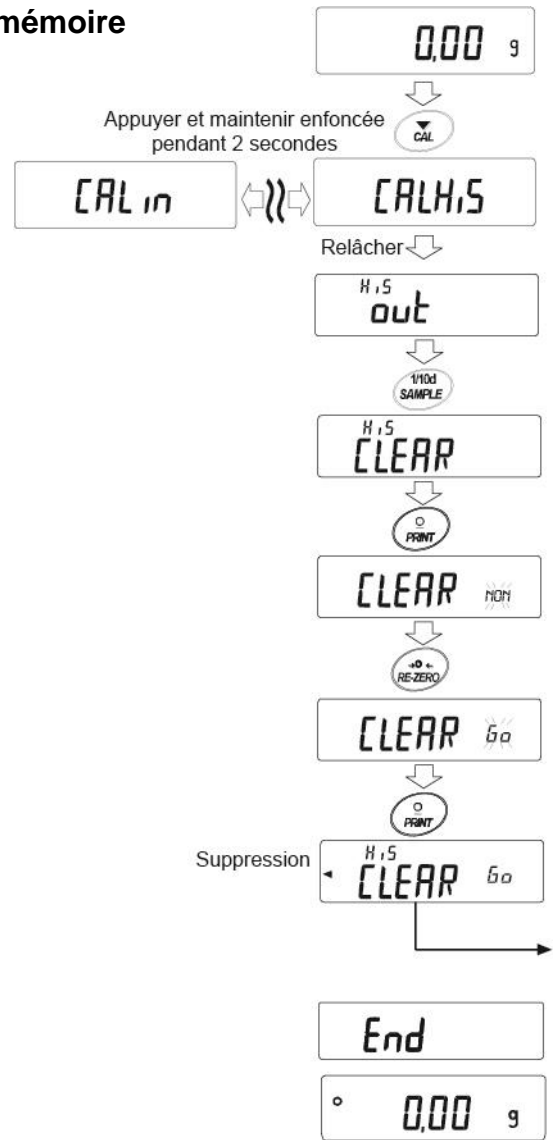 mémoire
0,00 g
Appuyer et maintenir enfoncée
pendant 2 secondes
CAL
CAL in
CALHiS
Relâcher
HiS
out
1/10d
SAMPLE
HiS
CLEAR
PRINT
CLEAR NON
→0←
RE-ZERO
CLEAR Go
PRINT
Suppression
HiS
CLEAR Go
End
0,00 g